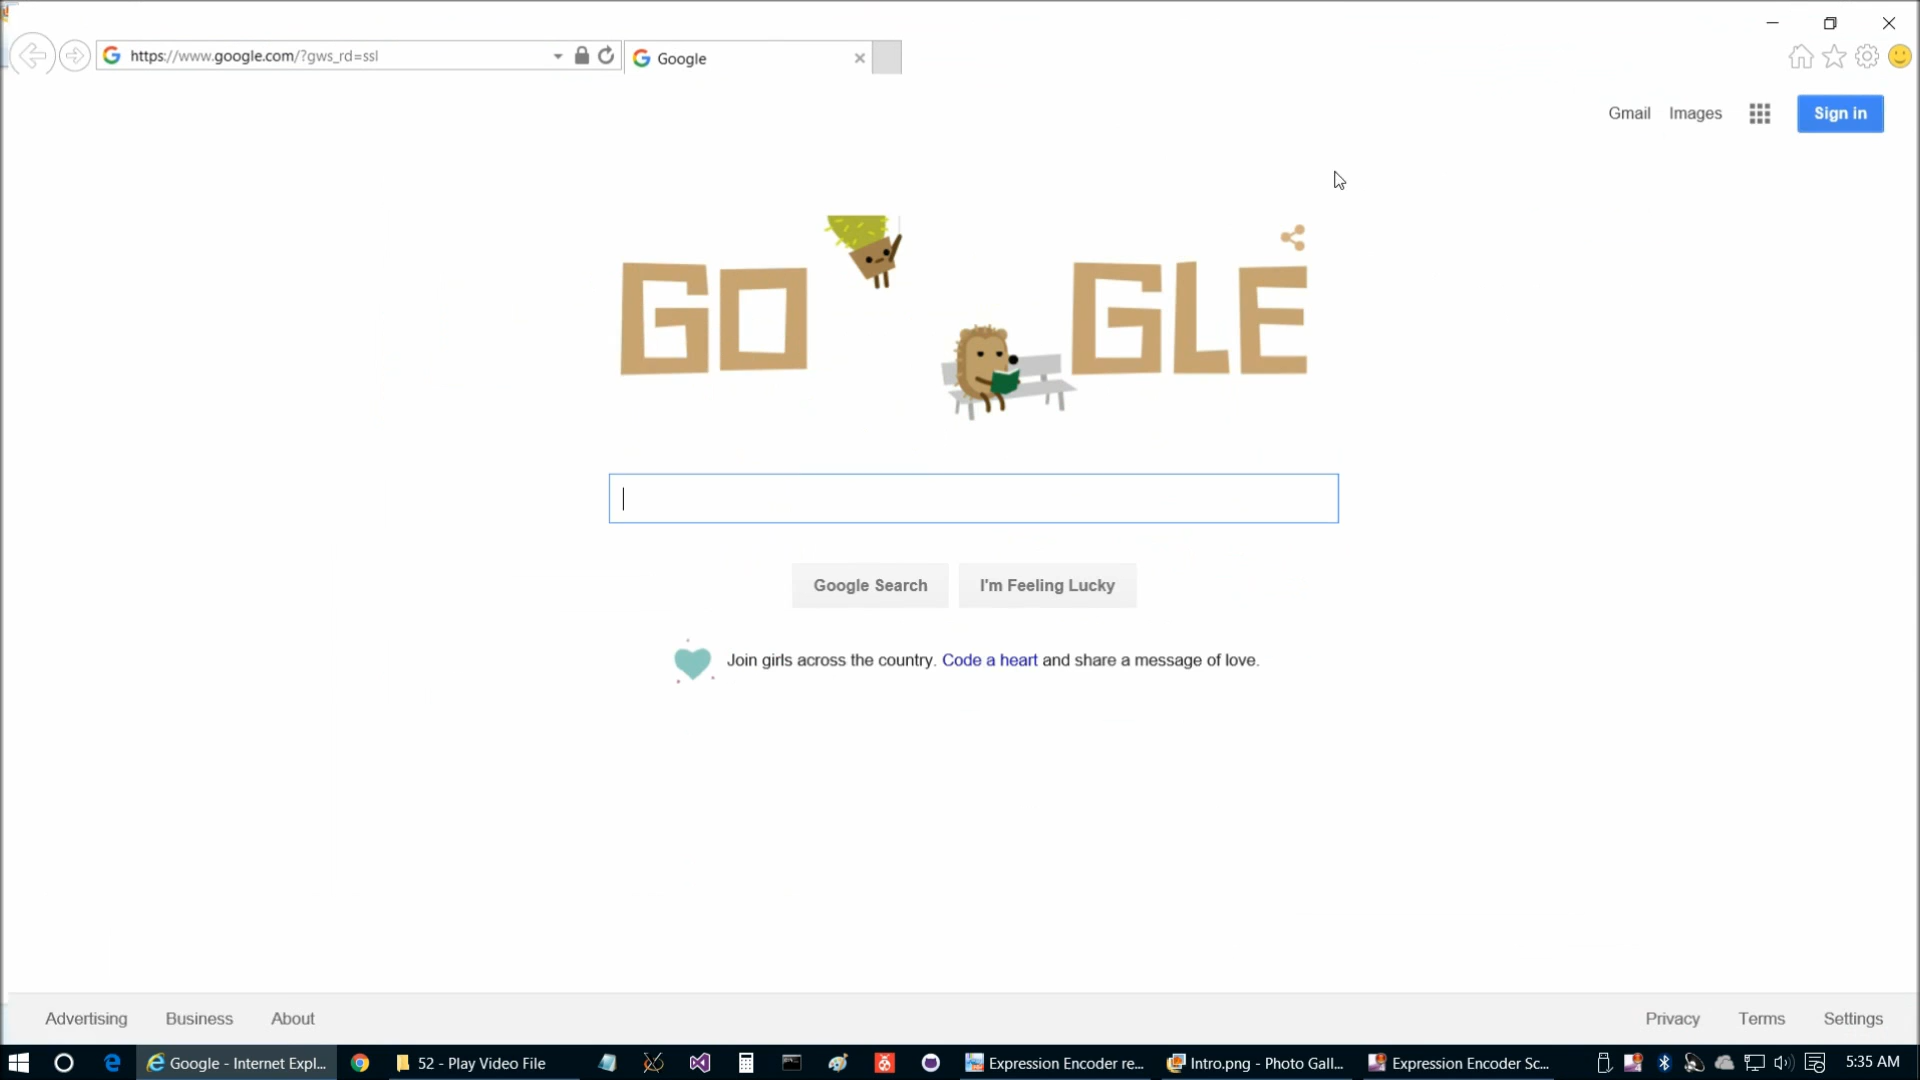 https://www.google.com/?gws_rd=ssl
Google
Gmail Images Sign in
GO GLE
Google Search I'm Feeling Lucky
Join girls across the country. Code a heart and share a message of love.
Advertising Business About Privacy Terms Settings
Google - Internet Expl... 52 - Play Video File Expression Encoder re... Intro.png - Photo Gall... Expression Encoder Sc... 5:35 AM